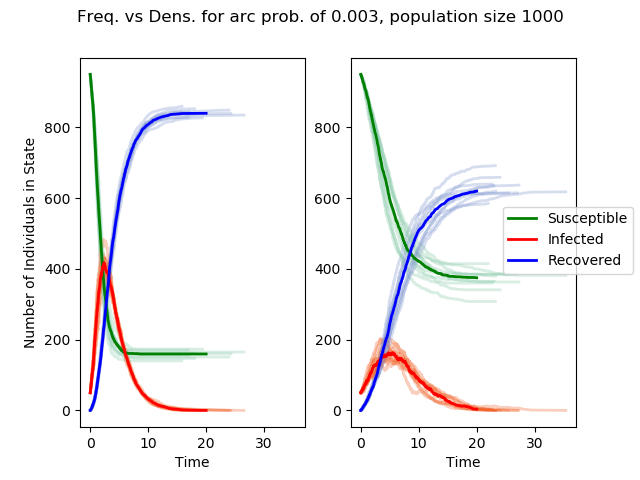 Freq. vs Dens. for arc prob. of 0.003, population size 1000
Number of Individuals in State
800
600
400
200
0
0
10
20
30
Time
800
600
400
200
0
0
10
20
30
Time
Susceptible
Infected
Recovered